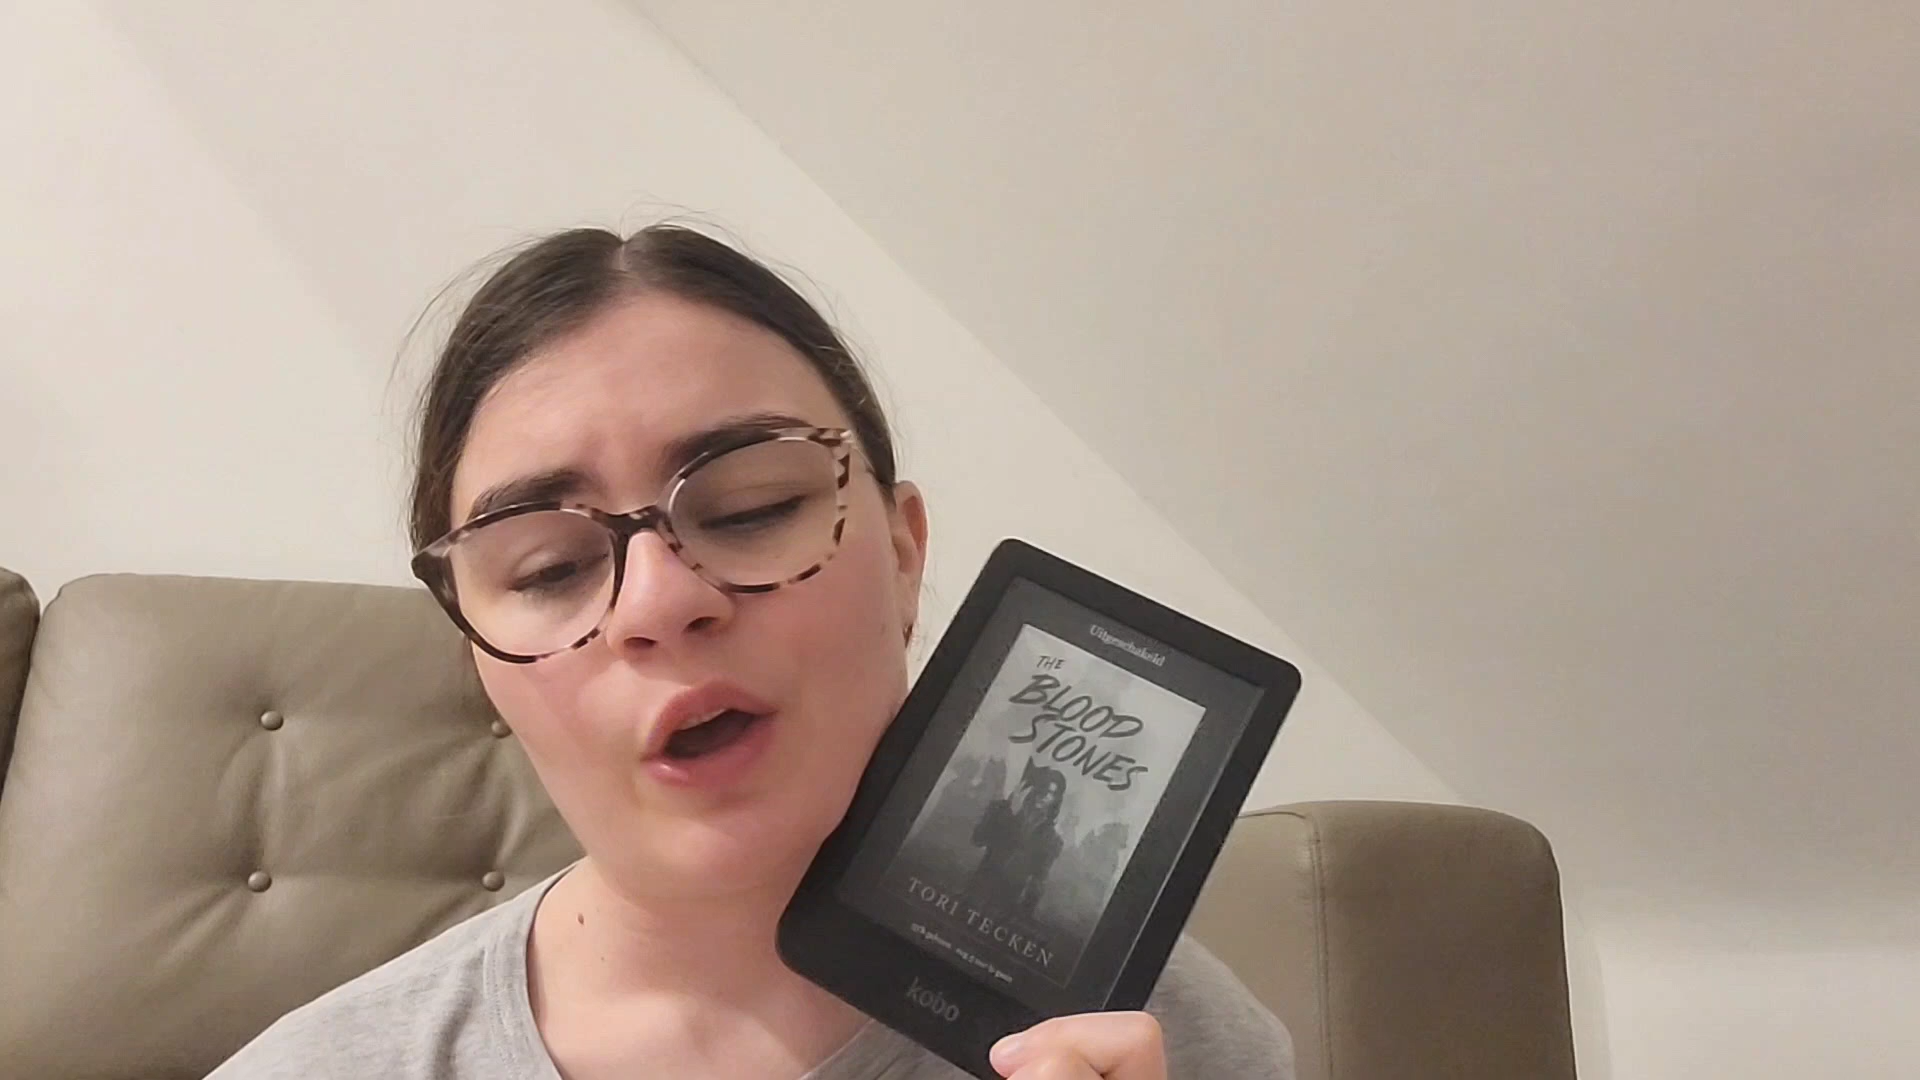 Uitgeschakeld
THE
BLOOD
STONES
TORI TECKEN
kobo